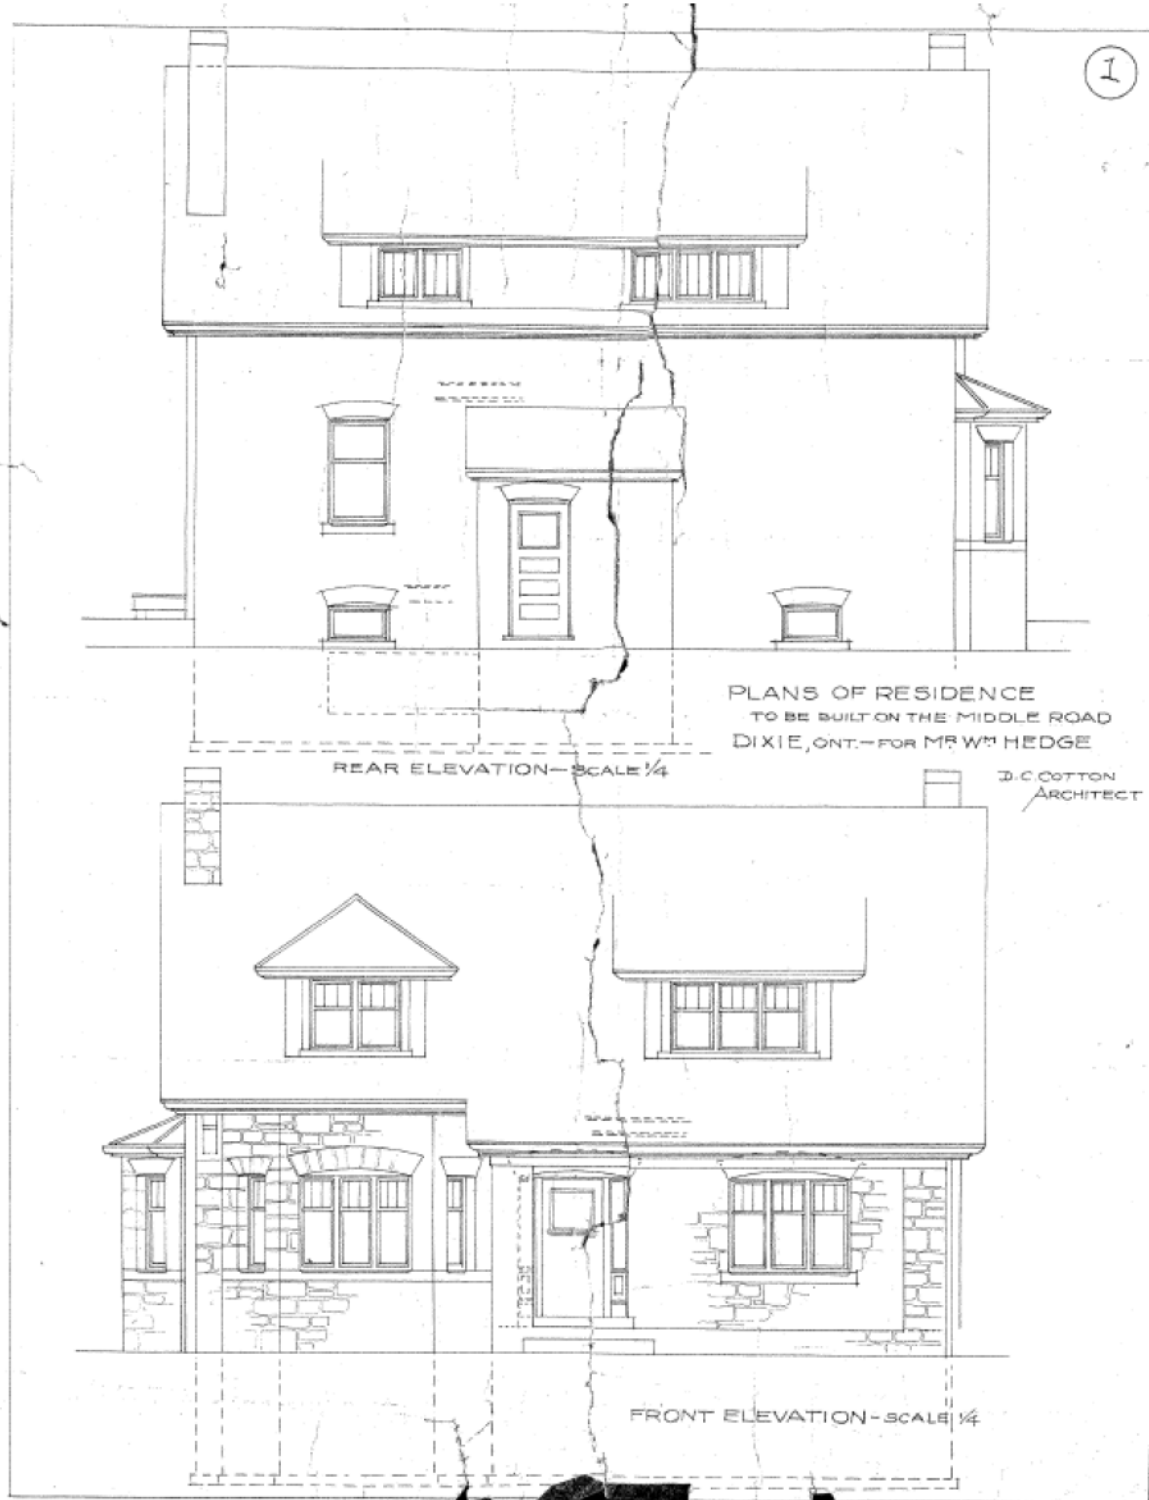 1
PLANS OF RESIDENCE
TO BE BUILT ON THE MIDDLE ROAD
DIXIE, ONT.—FOR MR WM HEDGE
REAR ELEVATION—SCALE 1/4
D.C. COTTON
ARCHITECT
FRONT ELEVATION—SCALE 1/4